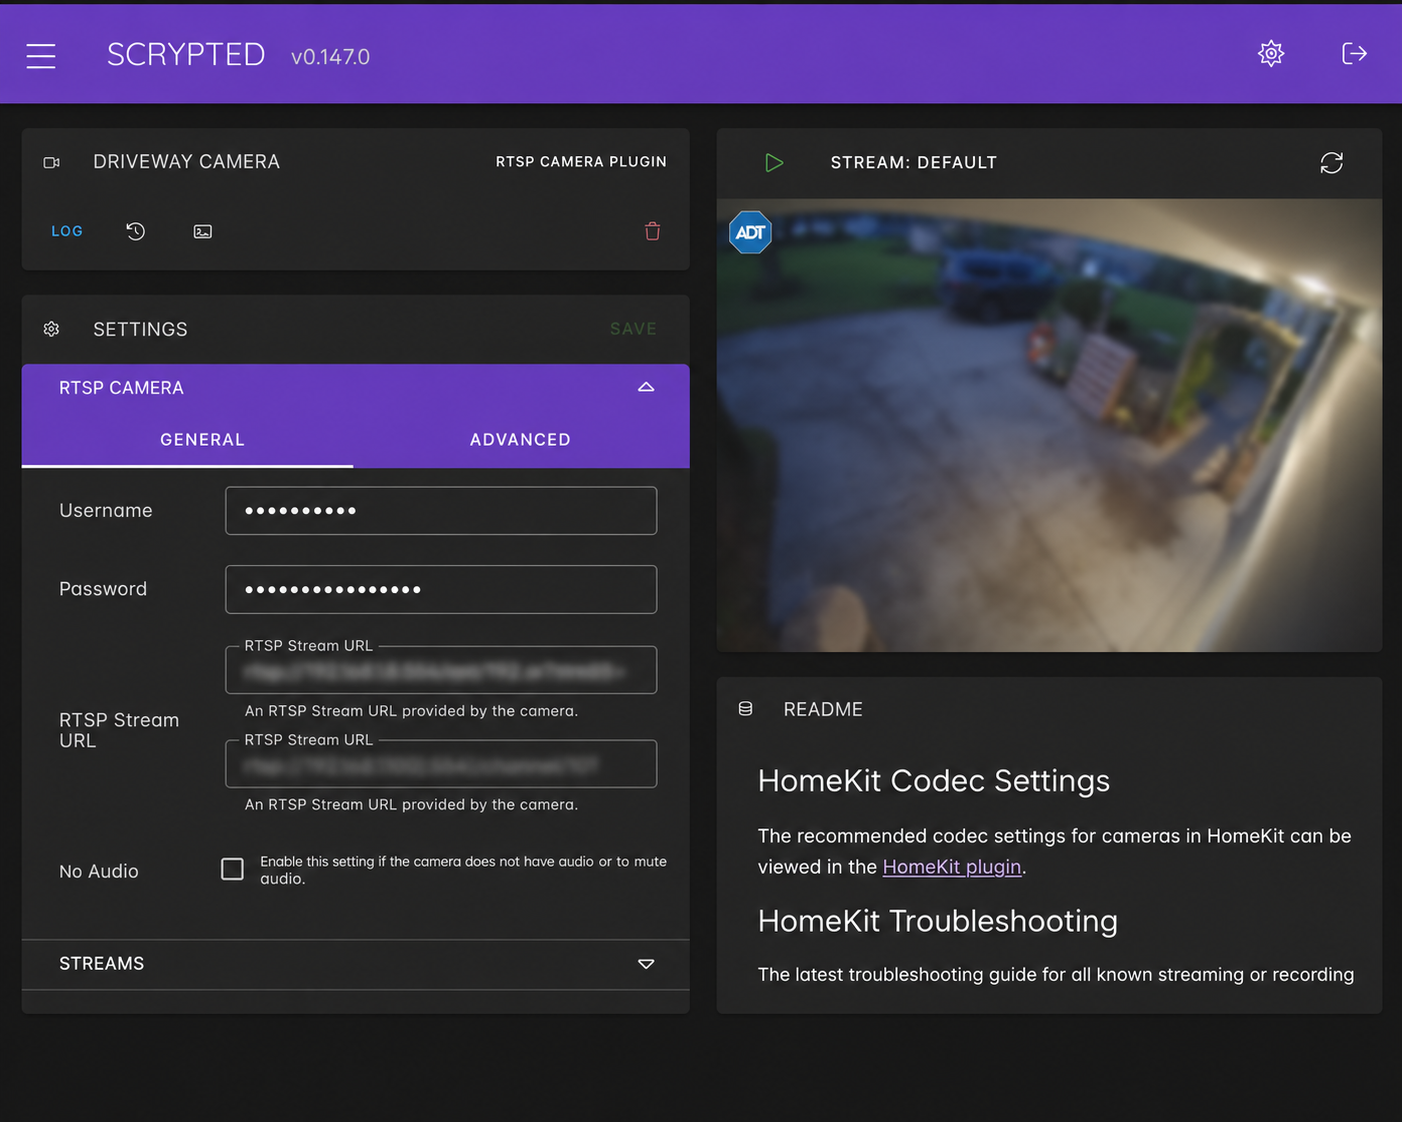 SCRYPTED v0.147.0
DRIVEWAY CAMERA
RTSP CAMERA PLUGIN
LOG
SETTINGS
SAVE
RTSP CAMERA
GENERAL
ADVANCED
Username
••••••••••
Password
•••••••••••••••
RTSP Stream
URL
RTSP Stream URL
An RTSP Stream URL provided by the camera.
RTSP Stream URL
An RTSP Stream URL provided by the camera.
No Audio
Enable this setting if the camera does not have audio or to mute
audio.
STREAMS
STREAM: DEFAULT
ADT
README
HomeKit Codec Settings
The recommended codec settings for cameras in HomeKit can be
viewed in the HomeKit plugin.
HomeKit Troubleshooting
The latest troubleshooting guide for all known streaming or recording